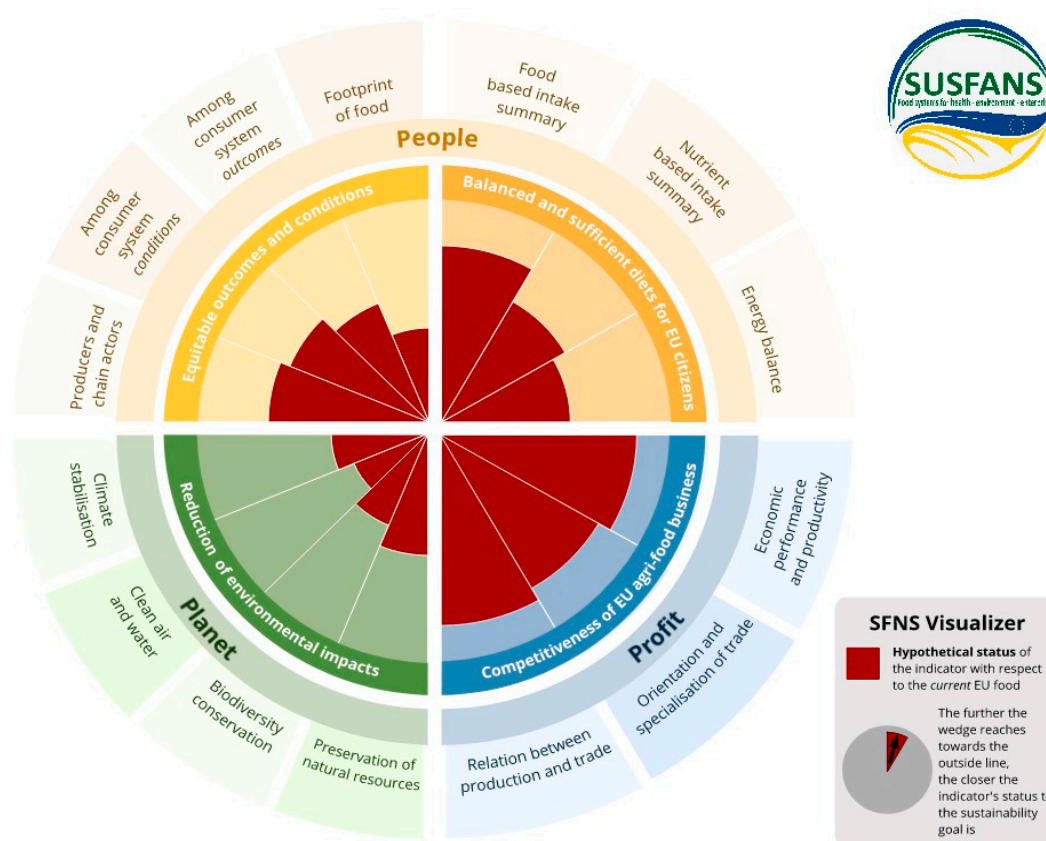 Food
based intake
summary
Nutrient
based intake
summary
Energy balance
Footprint
of food
Among
consumer
system
outcomes
Among
consumer
system
conditions
Producers and
chain actors
People
Equitable outcomes and conditions
Balanced and sufficient diets for EU citizens
Reduction of environmental impacts
Competitiveness of EU agri-food business
Planet
Profit
Climate
stabilisation
Clean air
and water
Biodiversity
conservation
Preservation of
natural resources
Relation between
production and trade
Orientation and
specialisation of trade
Economic
performance
and productivity
SUSFANS
Food systems for health - environment -
SFNS Visualizer
Hypothetical status of
the indicator with respect
to the current EU food
The further the
wedge reaches
towards the
outside line,
the closer the
indicator's status
the sustainability
goal is